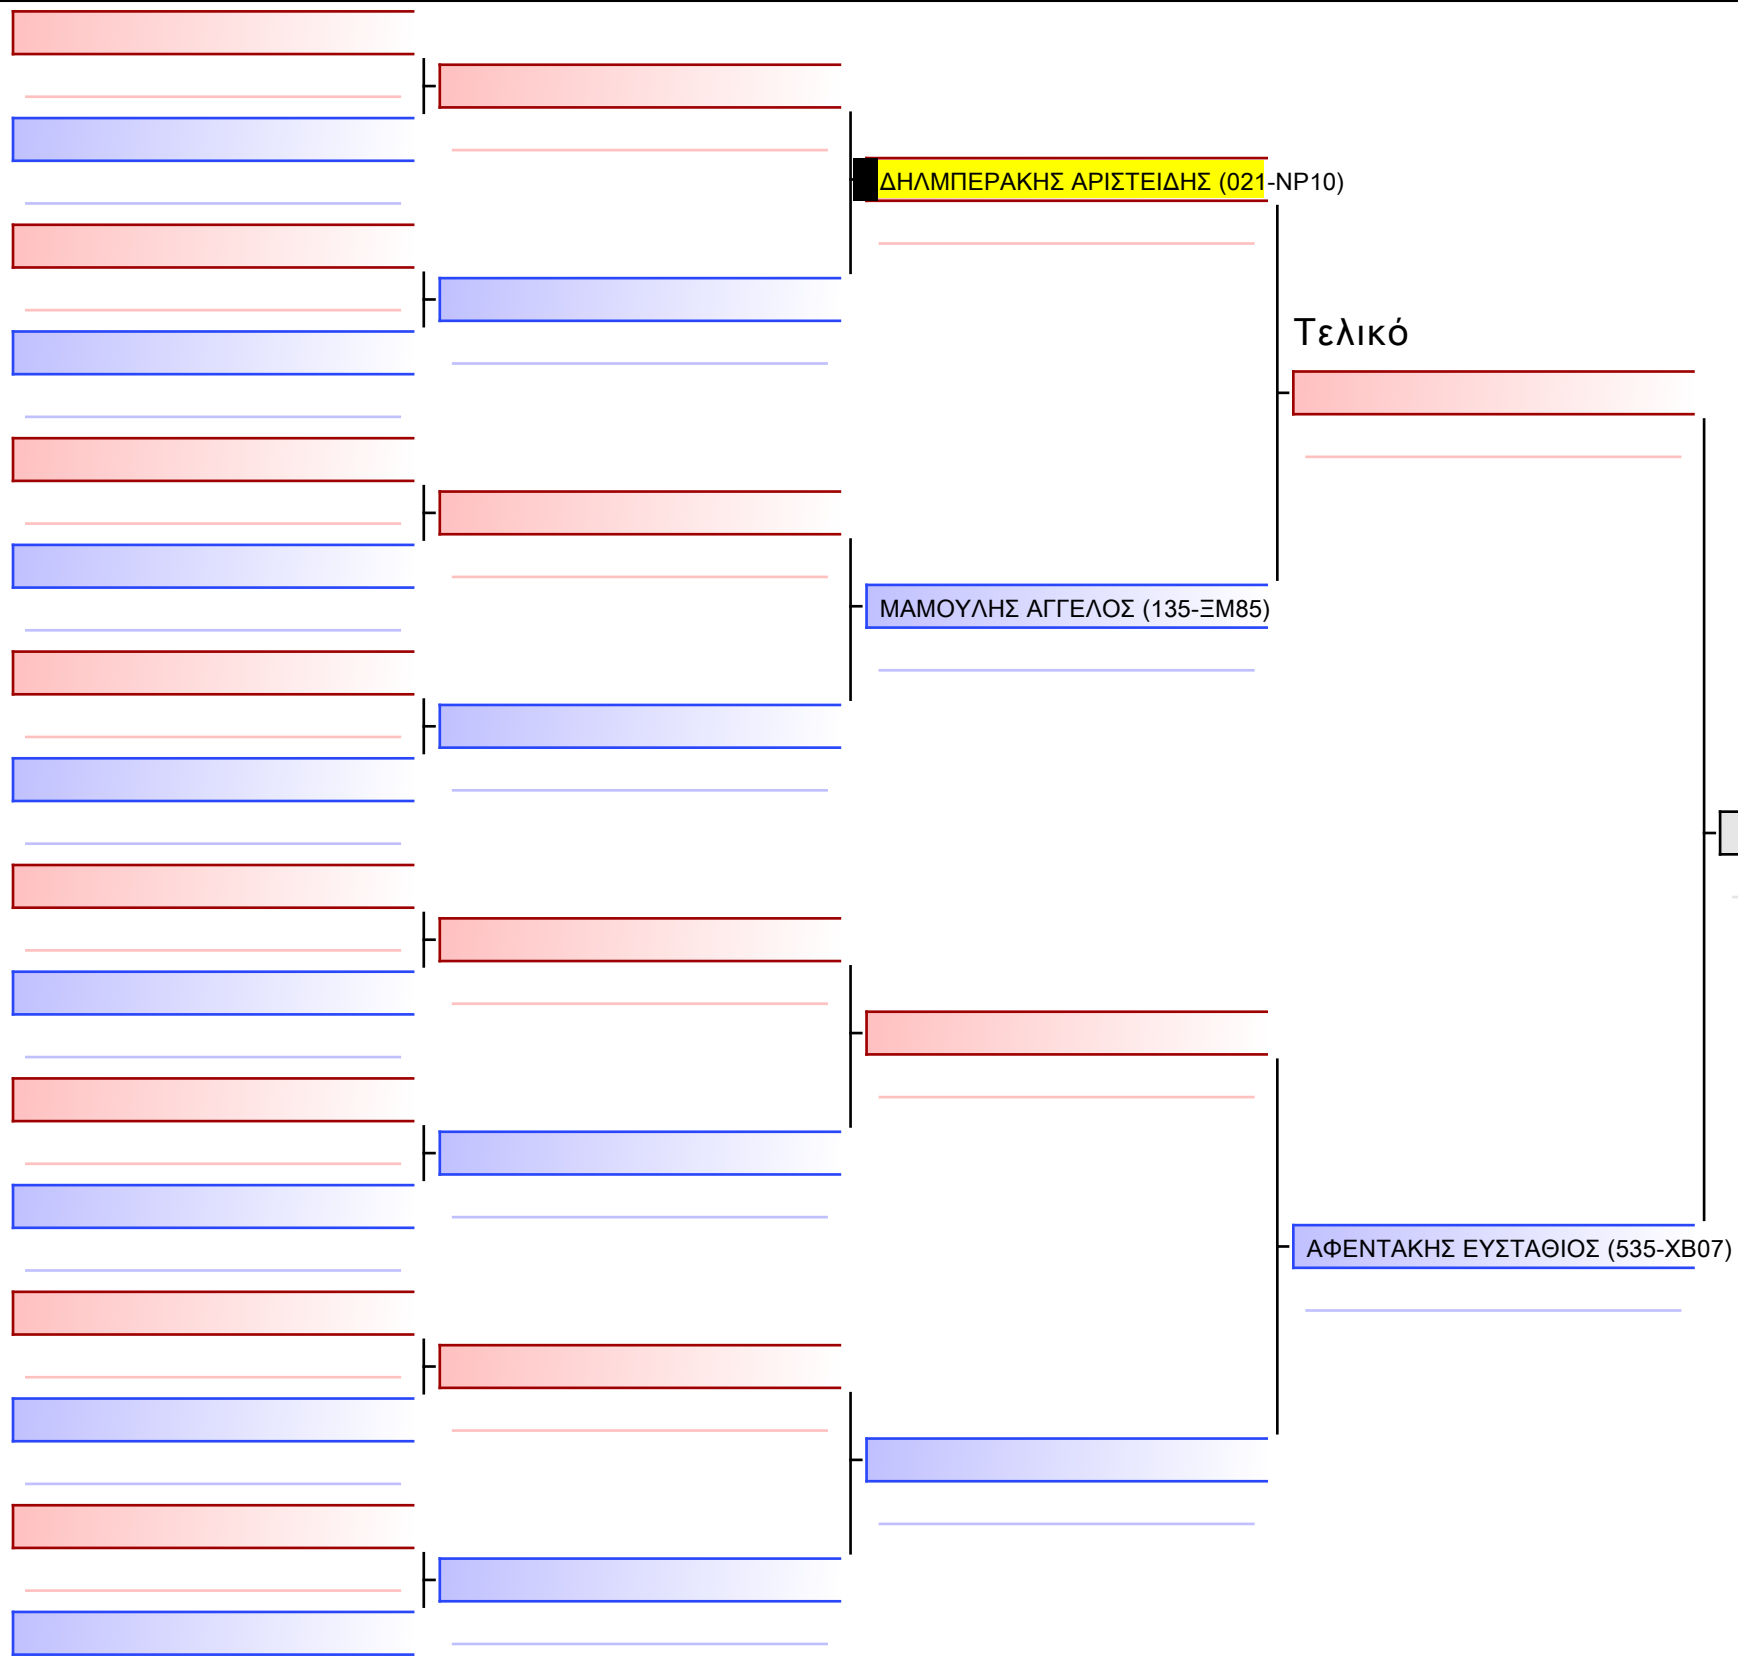 ΔΗΛΜΠΕΡΑΚΗΣ ΑΡΙΣΤΕΙΔΗΣ (021-ΝΡ10)
Τελικό
ΜΑΜΟΥΛΗΣ ΑΓΓΕΛΟΣ (135-ΞΜ85)
ΑΦΕΝΤΑΚΗΣ ΕΥΣΤΑΘΙΟΣ (535-ΧΒ07)